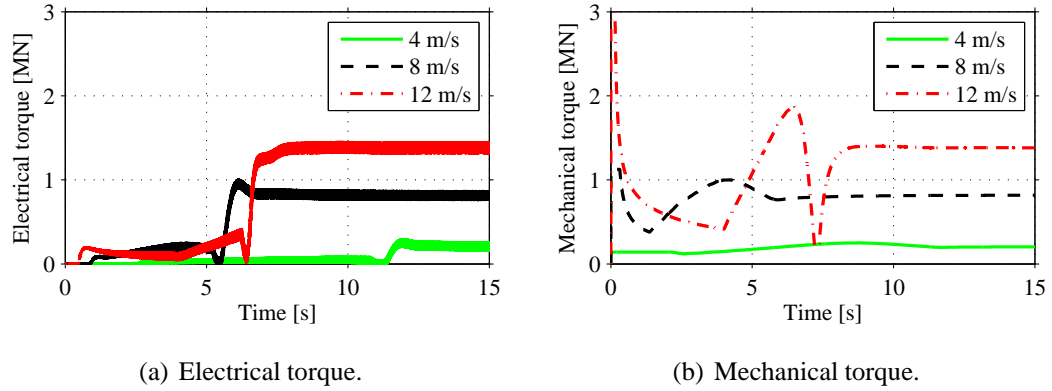 Electrical torque [MN]
3
2
1
0
0 5 10 15
Time [s]
4 m/s
8 m/s
12 m/s
(a) Electrical torque.
Mechanical torque [MN]
3
2
1
0
0 5 10 15
Time [s]
4 m/s
8 m/s
12 m/s
(b) Mechanical torque.